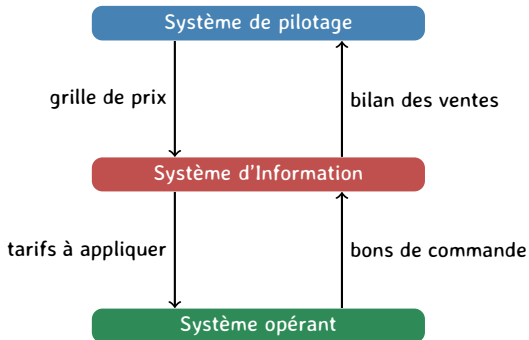 Système de pilotage
grille de prix
bilan des ventes
Système d'Information
tarifs à appliquer
bons de commande
Système opérant